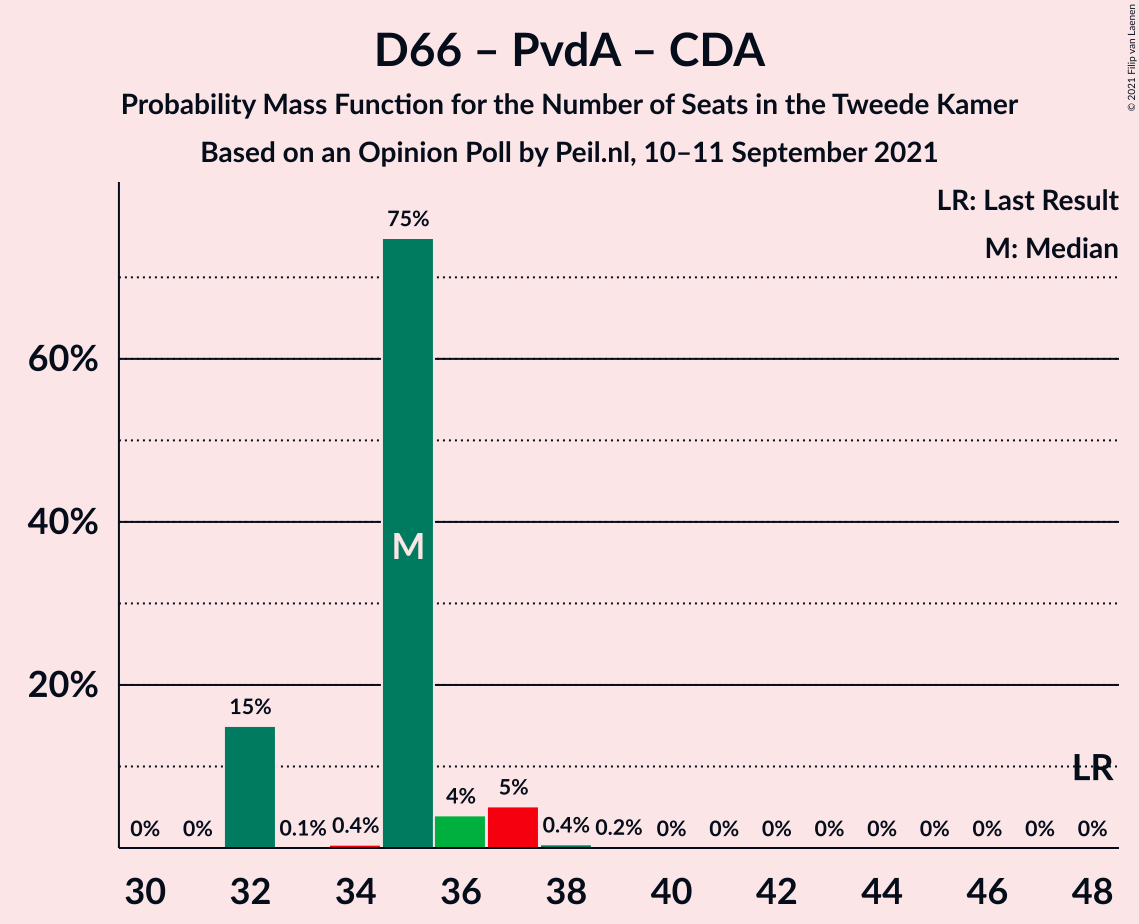 D66 – PvdA – CDA
Probability Mass Function for the Number of Seats in the Tweede Kamer
Based on an Opinion Poll by Peil.nl, 10–11 September 2021
© 2021 Filip van Laenen
LR: Last Result
M: Median
75%
60%
40%
M
20%
15%
LR
5%
4%
0% 0% 0.1% 0.4% 0.4% 0.2% 0% 0% 0% 0% 0% 0% 0% 0% 0%
30 32 34 36 38 40 42 44 46 48